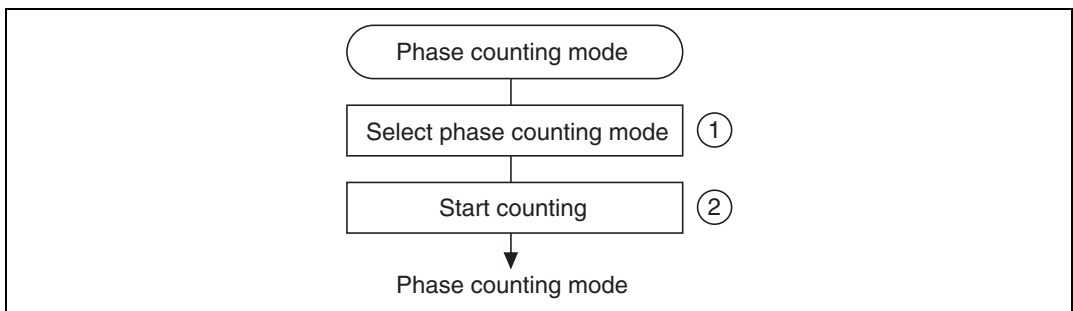 Phase counting mode
Select phase counting mode ①
Start counting ②
Phase counting mode